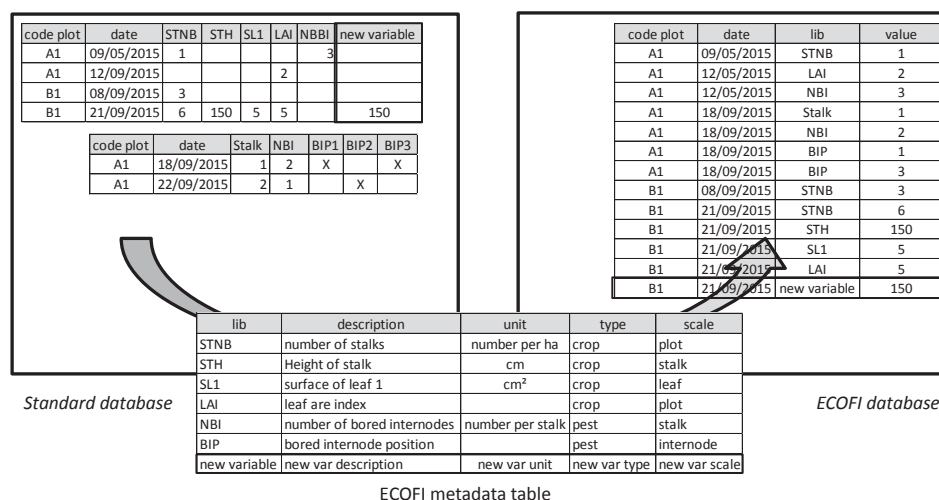 code plot date STNB STH SL1 LAI NBBI new variable
A1 09/05/2015 1 3
A1 12/09/2015 2
B1 08/09/2015 3
B1 21/09/2015 6 150 5 5 150
code plot date Stalk NBI BIP1 BIP2 BIP3
A1 18/09/2015 1 2 X X
A1 22/09/2015 2 1 X
Standard database
code plot date lib value
A1 09/05/2015 STNB 1
A1 12/05/2015 LAI 2
A1 12/05/2015 NBI 3
A1 18/09/2015 Stalk 1
A1 18/09/2015 NBI 2
A1 18/09/2015 BIP 1
A1 18/09/2015 BIP 3
B1 08/09/2015 STNB 3
B1 21/09/2015 STNB 6
B1 21/09/2015 STH 150
B1 21/09/2015 SL1 5
B1 21/09/2015 LAI 5
B1 21/09/2015 new variable 150
ECOFI database
lib description unit type scale
STNB number of stalks number per ha crop plot
STH Height of stalk cm crop stalk
SL1 surface of leaf 1 cm² crop leaf
LAI leaf are index crop plot
NBI number of bored internodes number per stalk pest stalk
BIP bored internode position pest internode
new variable new var description new var unit new var type new var scale
ECOFI metadata table